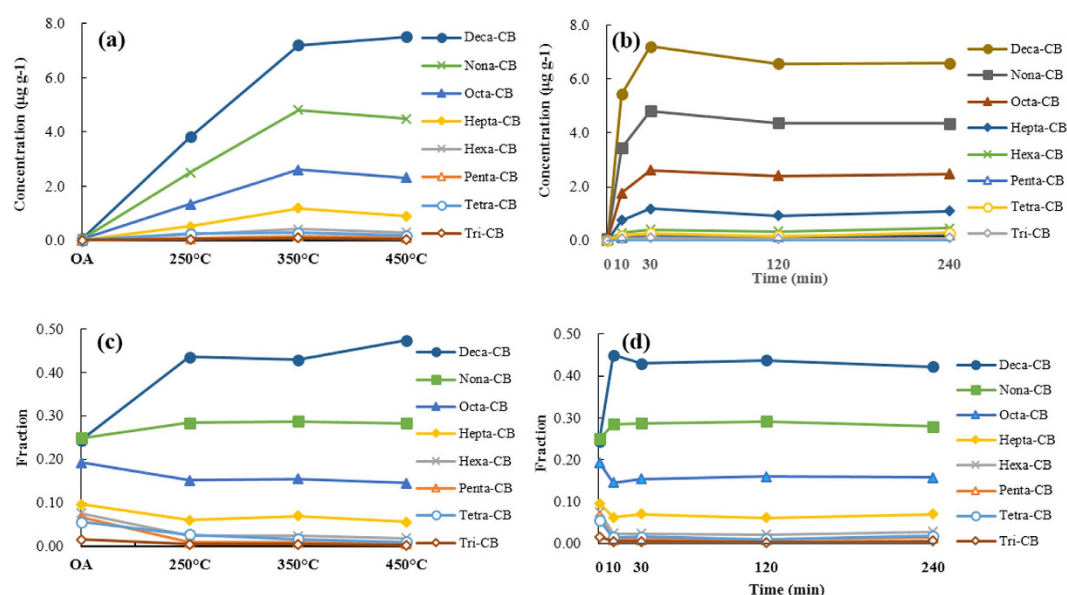 (a)
Concentration (µg g-1)
8.0
6.0
4.0
2.0
0.0
OA 250°C 350°C 450°C
Deca-CB
Nona-CB
Octa-CB
Hepta-CB
Hexa-CB
Penta-CB
Tetra-CB
Tri-CB
(b)
Concentration (µg g-1)
8.0
6.0
4.0
2.0
0.0
0 10 30 120 240
Time (min)
Deca-CB
Nona-CB
Octa-CB
Hepta-CB
Hexa-CB
Penta-CB
Tetra-CB
Tri-CB
(c)
Fraction
0.50
0.40
0.30
0.20
0.10
0.00
OA 250°C 350°C 450°C
Deca-CB
Nona-CB
Octa-CB
Hepta-CB
Hexa-CB
Penta-CB
Tetra-CB
Tri-CB
(d)
Fraction
0.50
0.40
0.30
0.20
0.10
0.00
0 10 30 120 240
Time (min)
Deca-CB
Nona-CB
Octa-CB
Hepta-CB
Hexa-CB
Penta-CB
Tetra-CB
Tri-CB